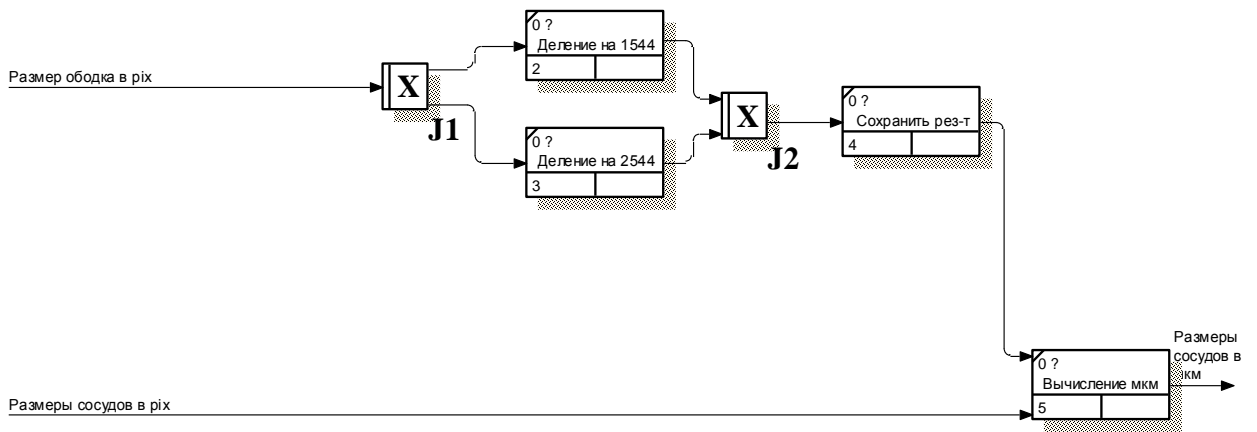 0 ?
Деление на 1544
2
Размер ободка в pix
X
J1
0 ?
Деление на 2544
3
X
J2
0 ?
Сохранить рез-т
4
Размеры
сосудов в
мкм
0 ?
Вычисление мкм
5
Размеры сосудов в pix